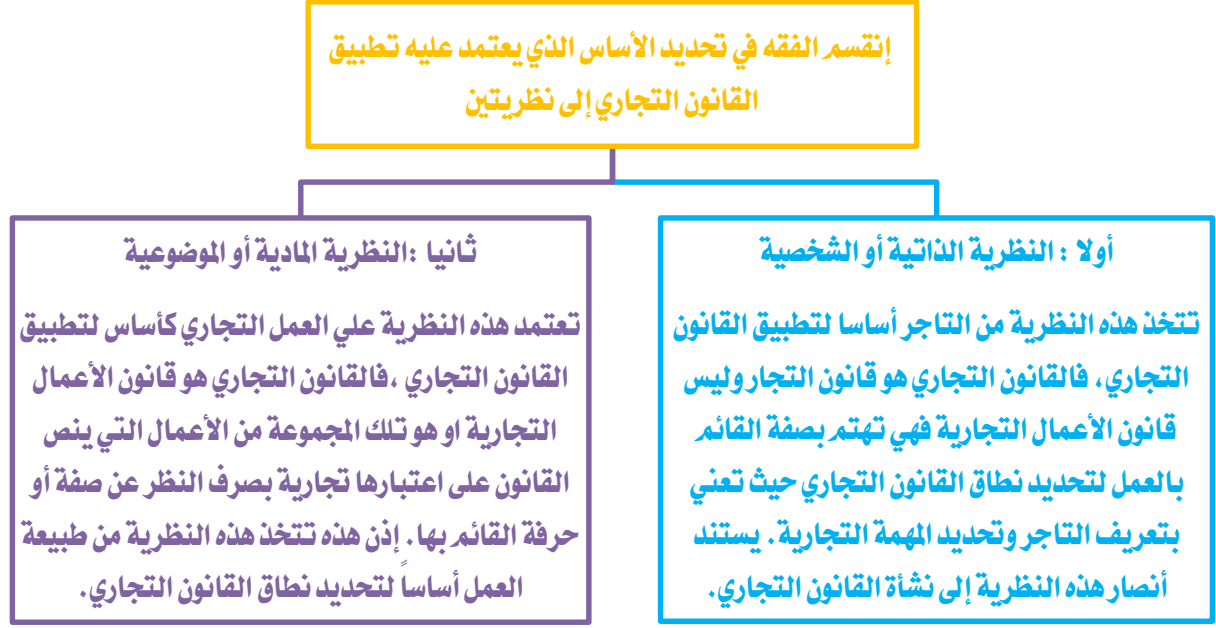 إنقسم الفقه في تحديد الأساس الذي يعتمد عليه تطبيق
القانون التجاري إلى نظريتين
أولا : النظرية الذاتية أو الشخصية
تتخذ هذه النظرية من التاجر أساسا لتطبيق القانون
التجاري، فالقانون التجاري هو قانون التجار وليس
قانون الأعمال التجارية فهي تهتم بصفة القائم
بالعمل لتحديد نطاق القانون التجاري حيث تعني
بتعريف التاجر وتحديد المهمة التجارية. يستند
أنصار هذه النظرية إلى نشأة القانون التجاري.
ثانيا :النظرية المادية أو الموضوعية
تعتمد هذه النظرية علي العمل التجاري كأساس لتطبيق
القانون التجاري ،فالقانون التجاري هو قانون الأعمال
التجارية او هو تلك المجموعة من الأعمال التي ينص
القانون على اعتبارها تجارية بصرف النظر عن صفة أو
حرفة القائم بها. إذن هذه تتخذ هذه النظرية من طبيعة
العمل أساساً لتحديد نطاق القانون التجاري.